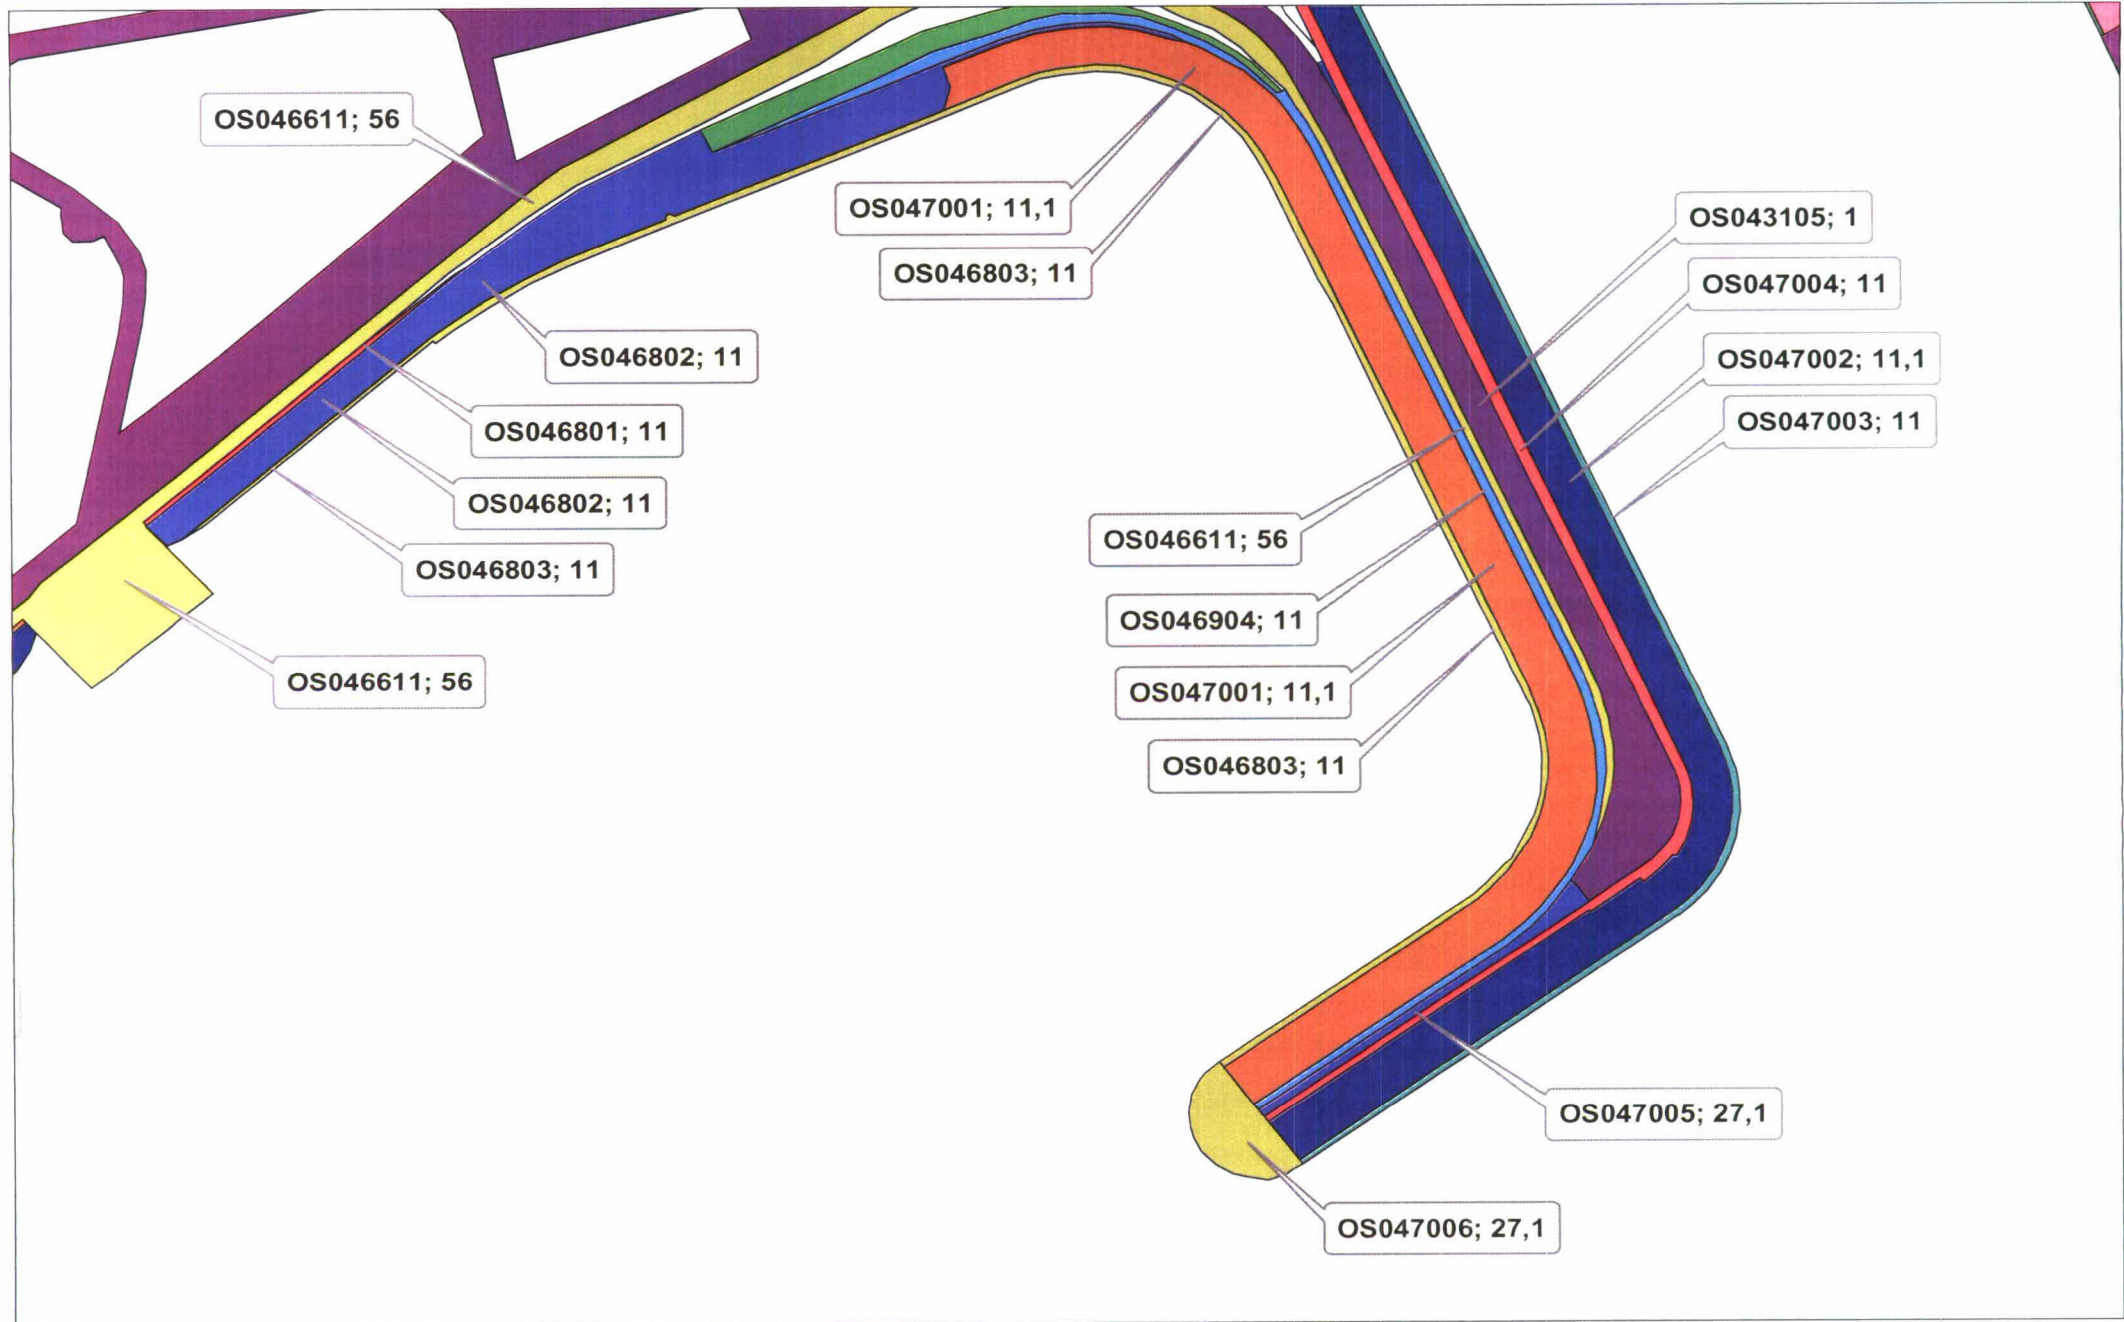 OS046611; 56
OS047001; 11,1
OS046803; 11
OS043105; 1
OS047004; 11
OS047002; 11,1
OS047003; 11
OS046802; 11
OS046801; 11
OS046802; 11
OS046803; 11
OS046611; 56
OS046611; 56
OS046904; 11
OS047001; 11,1
OS046803; 11
OS047005; 27,1
OS047006; 27,1